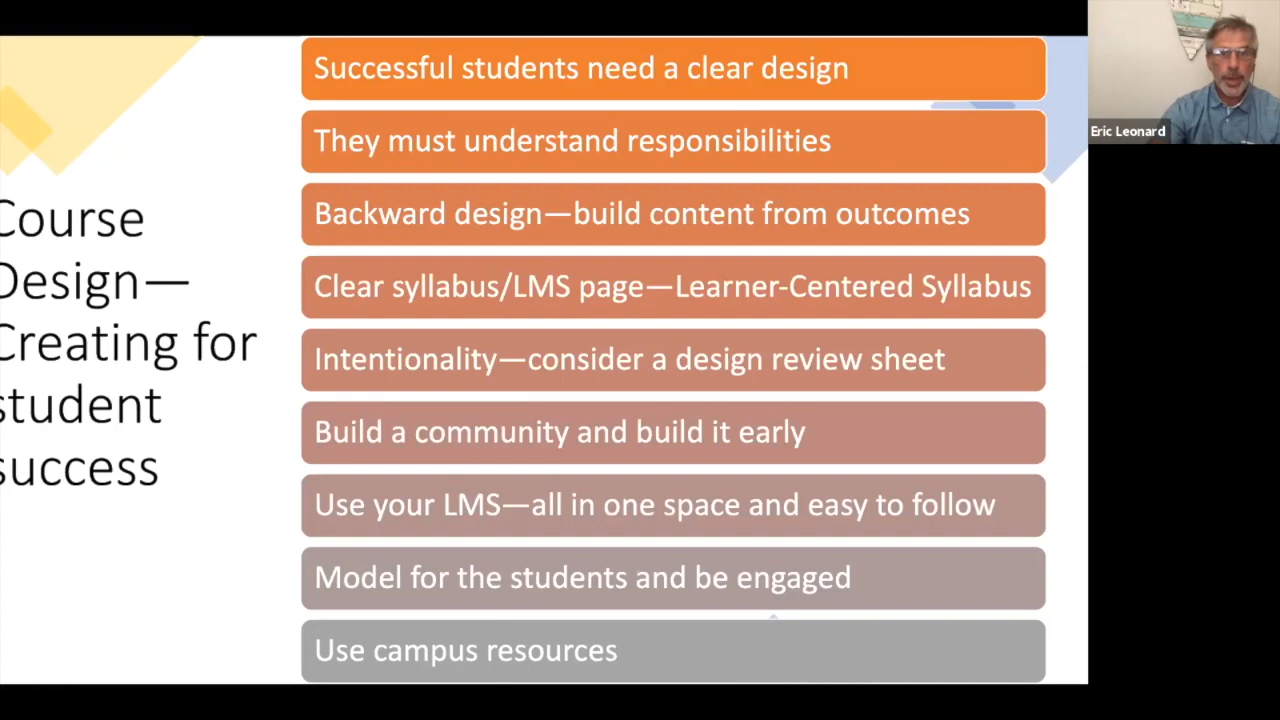 Course
Design—
Creating for
student
success
Successful students need a clear design
They must understand responsibilities
Backward design—build content from outcomes
Clear syllabus/LMS page—Learner-Centered Syllabus
Intentionality—consider a design review sheet
Build a community and build it early
Use your LMS—all in one space and easy to follow
Model for the students and be engaged
Use campus resources
Eric Leonard